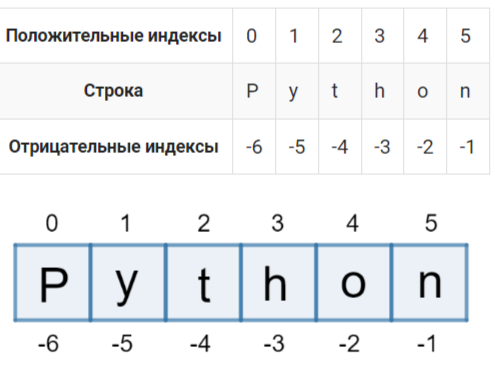 Положительные индексы 0 1 2 3 4 5
Строка P y t h o n
Отрицательные индексы -6 -5 -4 -3 -2 -1
0 1 2 3 4 5
P y t h o n
-6 -5 -4 -3 -2 -1